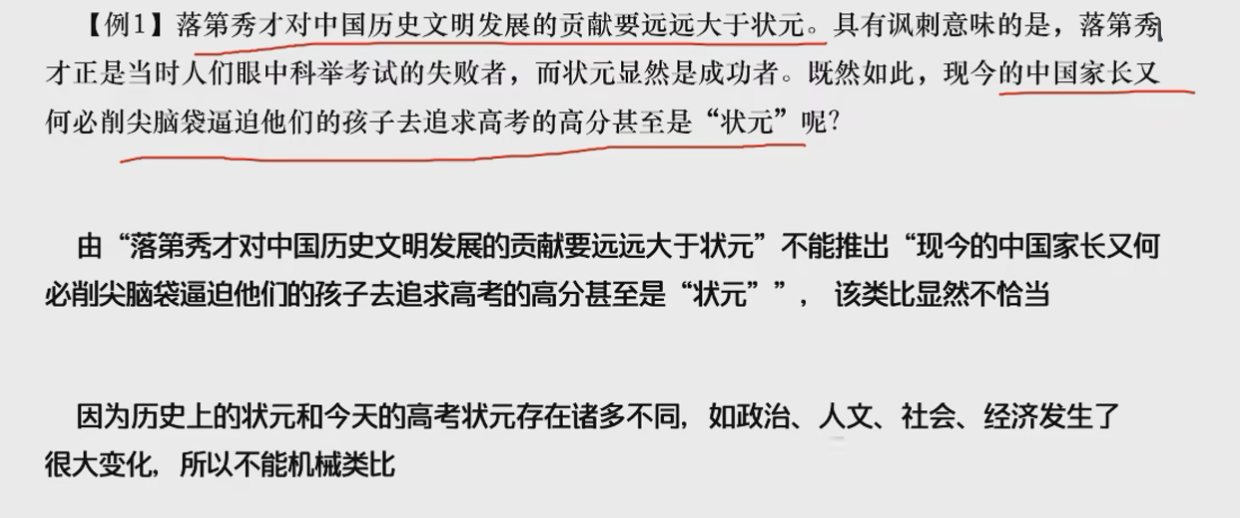 【例1】落第秀才对中国历史文明发展的贡献要远远大于状元。具有讽刺意味的是，落第秀
才正是当时人们眼中科举考试的失败者，而状元显然是成功者。既然如此，现今的中国家长又
何必削尖脑袋逼迫他们的孩子去追求高考的高分甚至是“状元”呢？
由“落第秀才对中国历史文明发展的贡献要远远大于状元”不能推出“现今的中国家长又何
必削尖脑袋逼迫他们的孩子去追求高考的高分甚至是“状元””， 该类比显然不恰当
因为历史上的状元和今天的高考状元存在诸多不同，如政治、人文、社会、经济发生了
很大变化，所以不能机械类比